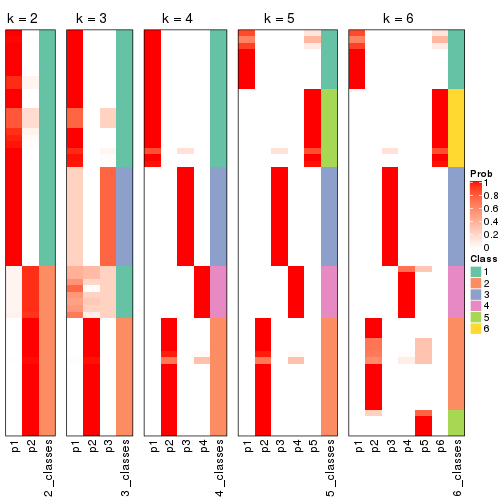 k = 2 k = 3 k = 4 k = 5 k = 6
Prob
1
0.8
0.6
0.4
0.2
0
Class
1
2
3
4
5
6
p1 p2 2_classes
p1 p2 p3 3_classes
p1 p2 p3 p4 4_classes
p1 p2 p3 p4 p5 5_classes
p1 p2 p3 p4 p5 p6 6_classes